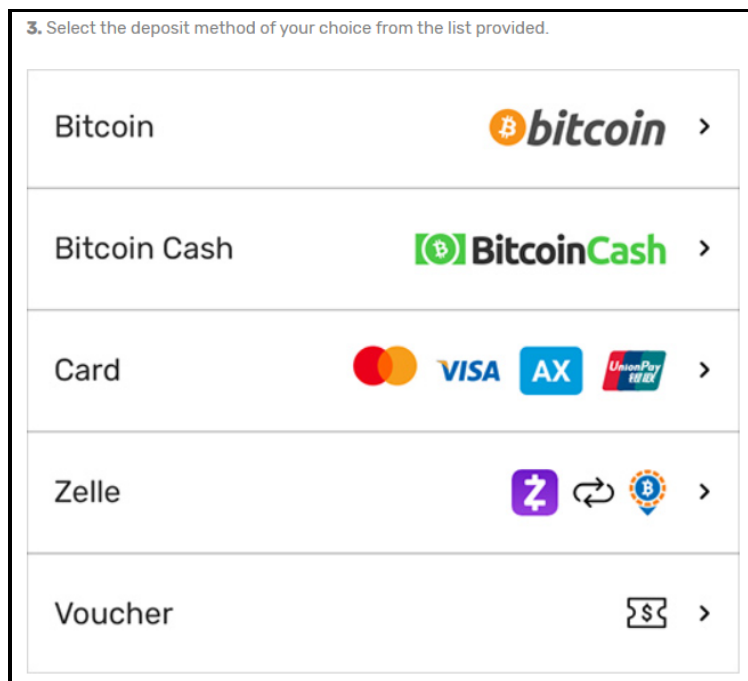 3. Select the deposit method of your choice from the list provided.
Bitcoin bitcoin
Bitcoin Cash BitcoinCash
Card VISA AX UnionPay 银联
Zelle
Voucher